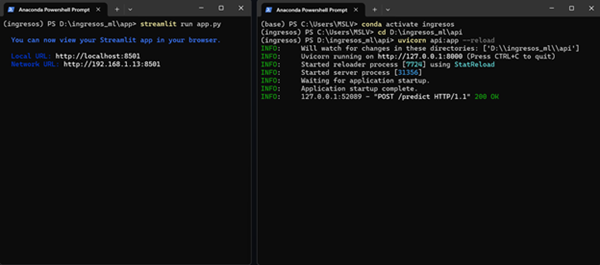 Anaconda Powershell Prompt
(ingresos) PS D:\ingresos_ml\app> streamlit run app.py
You can now view your Streamlit app in your browser.
Local URL: http://localhost:8501
Network URL: http://192.168.1.13:8501
Anaconda Powershell Prompt
(base) PS C:\Users\MSLV> conda activate ingresos
(ingresos) PS C:\Users\MSLV> cd D:\ingresos_ml\api
(ingresos) PS D:\ingresos_ml\api> uvicorn api:app --reload
INFO: Will watch for changes in these directories: ['D:\\ingresos_ml\\api']
INFO: Uvicorn running on http://127.0.0.1:8000 (Press CTRL+C to quit)
INFO: Started reloader process [7724] using StatReload
INFO: Started server process [31356]
INFO: Waiting for application startup.
INFO: Application startup complete.
INFO: 127.0.0.1:52089 - "POST /predict HTTP/1.1" 200 OK